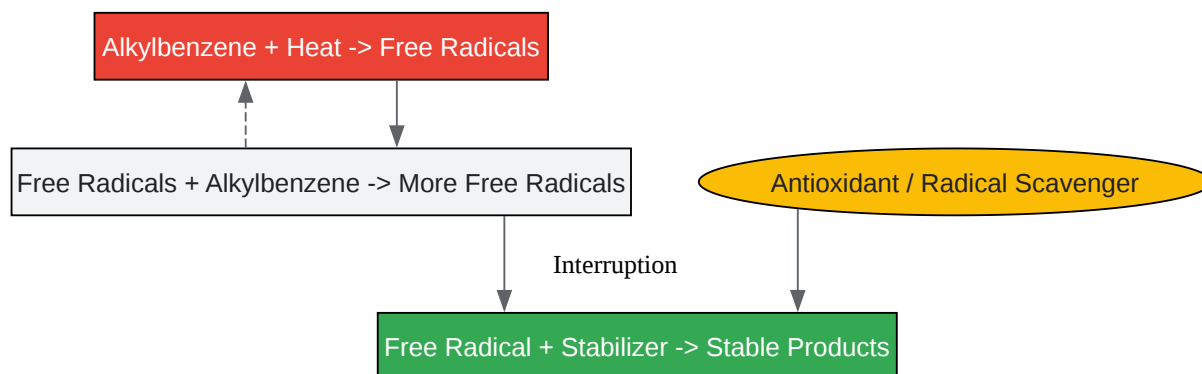 Alkylbenzene + Heat -> Free Radicals
Free Radicals + Alkylbenzene -> More Free Radicals
Antioxidant / Radical Scavenger
Interruption
Free Radical + Stabilizer -> Stable Products